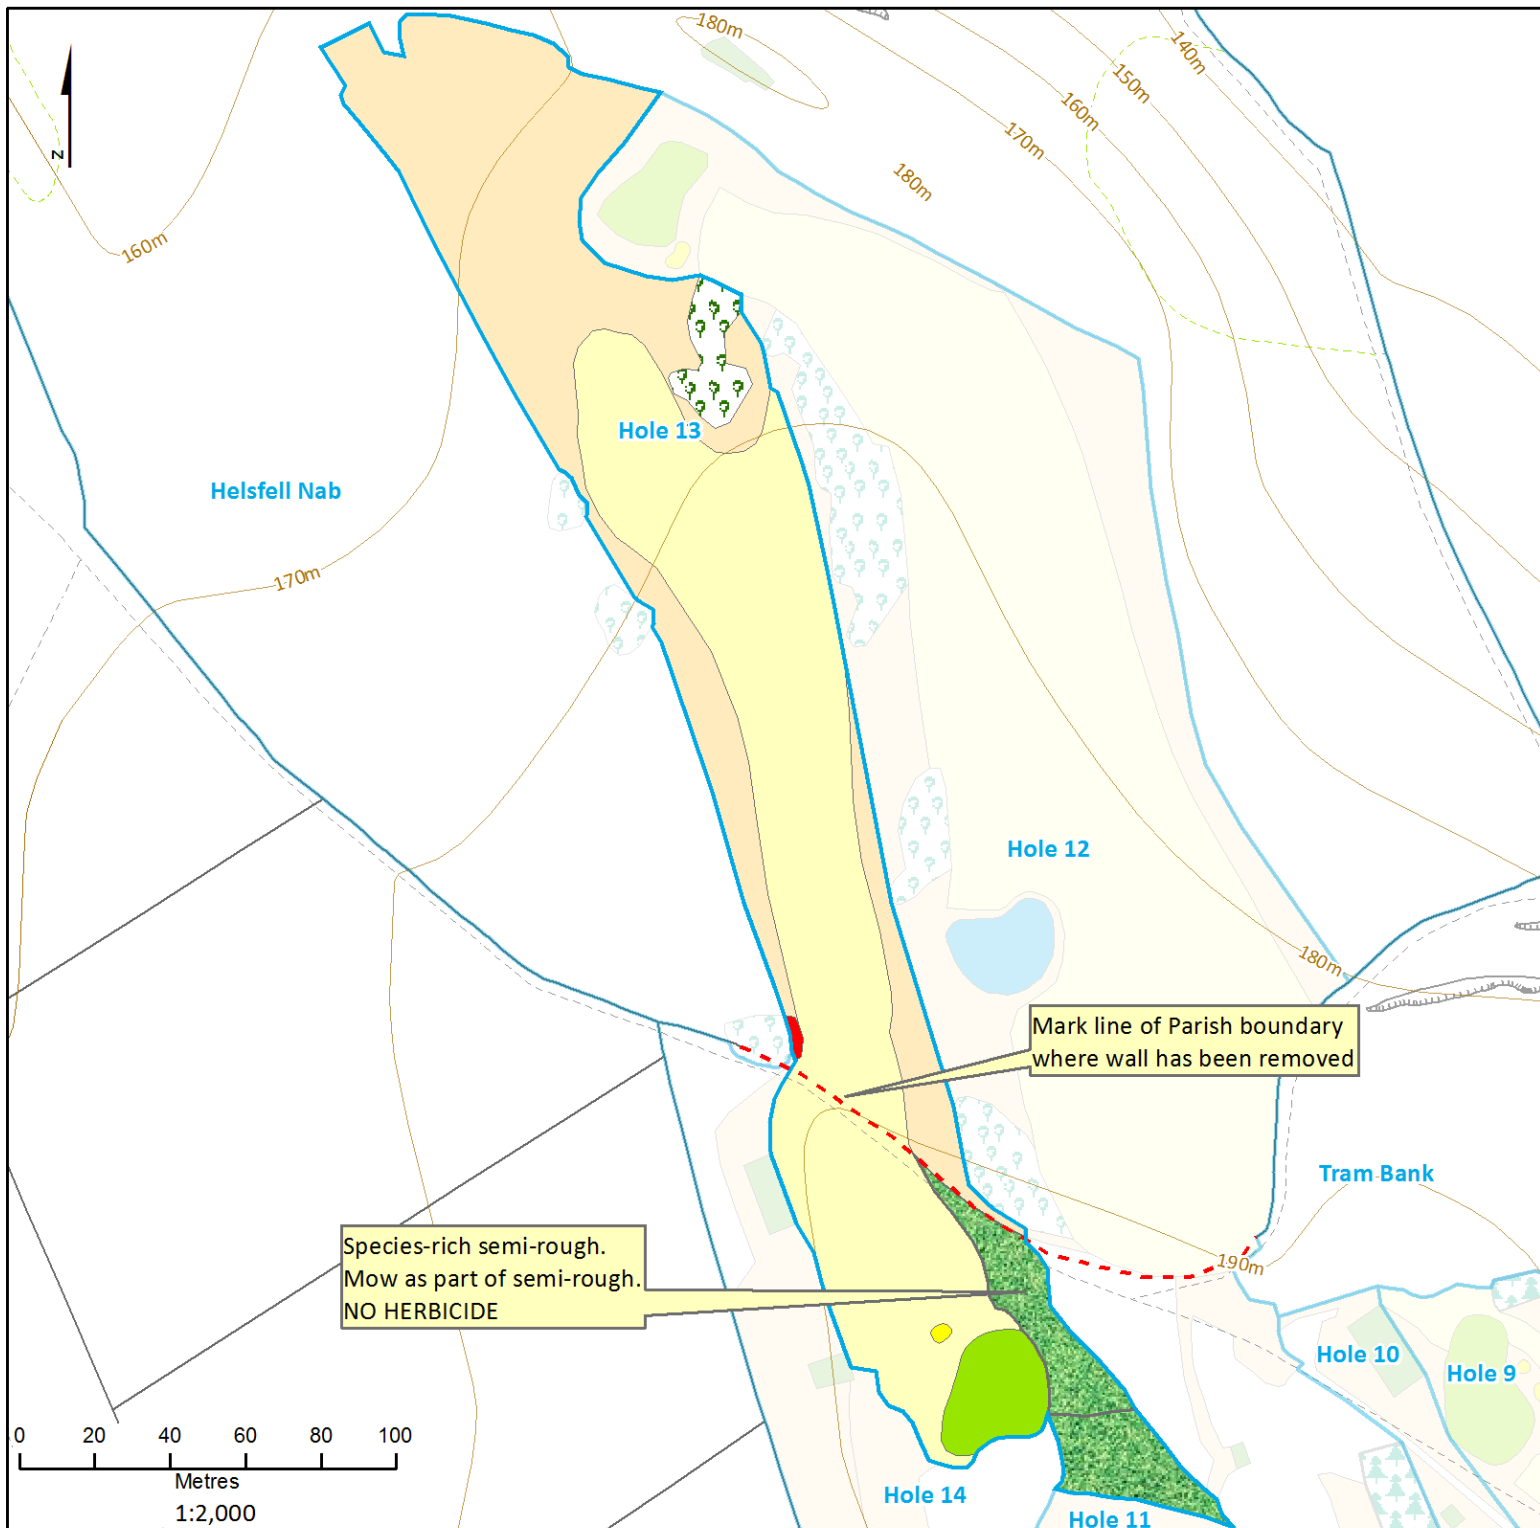 180m
140m
150m
160m
170m
180m
N
160m
Hole 13
Helsfell Nab
170m
Hole 12
180m
Mark line of Parish boundary
where wall has been removed
Tram Bank
Species-rich semi-rough.
Mow as part of semi-rough.
NO HERBICIDE
190m
Hole 10
Hole 9
0 20 40 60 80 100
Metres
1:2,000
Hole 14
Hole 11